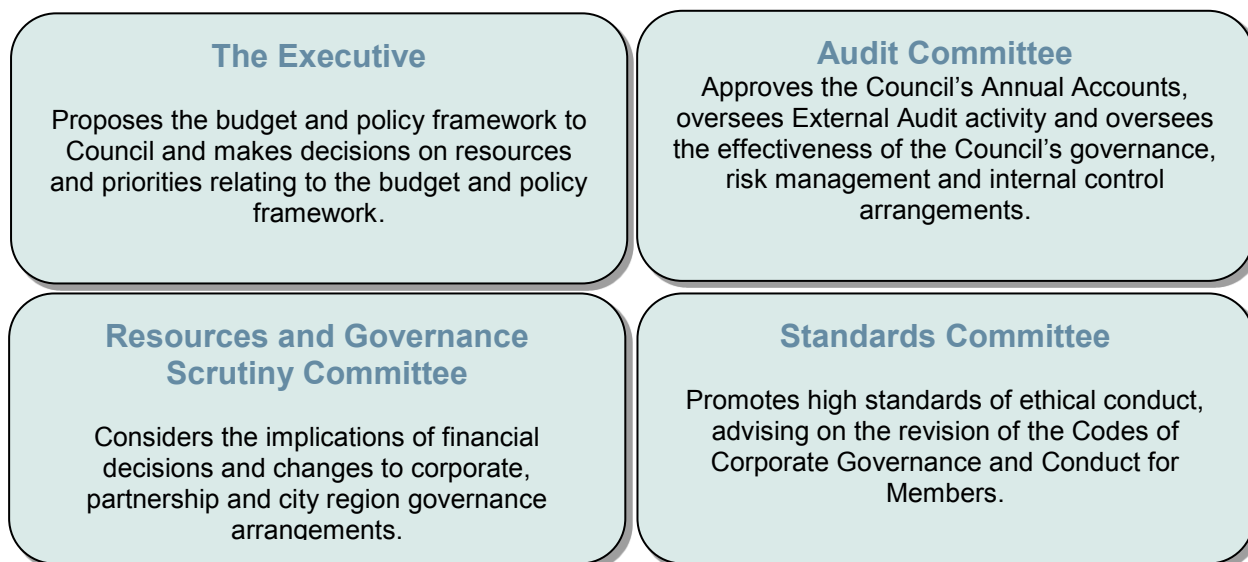 The Executive
Proposes the budget and policy framework to
Council and makes decisions on resources
and priorities relating to the budget and policy
framework.
Audit Committee
Approves the Council’s Annual Accounts,
oversees External Audit activity and oversees
the effectiveness of the Council’s governance,
risk management and internal control
arrangements.
Resources and Governance
Scrutiny Committee
Considers the implications of financial
decisions and changes to corporate,
partnership and city region governance
arrangements.
Standards Committee
Promotes high standards of ethical conduct,
advising on the revision of the Codes of
Corporate Governance and Conduct for
Members.